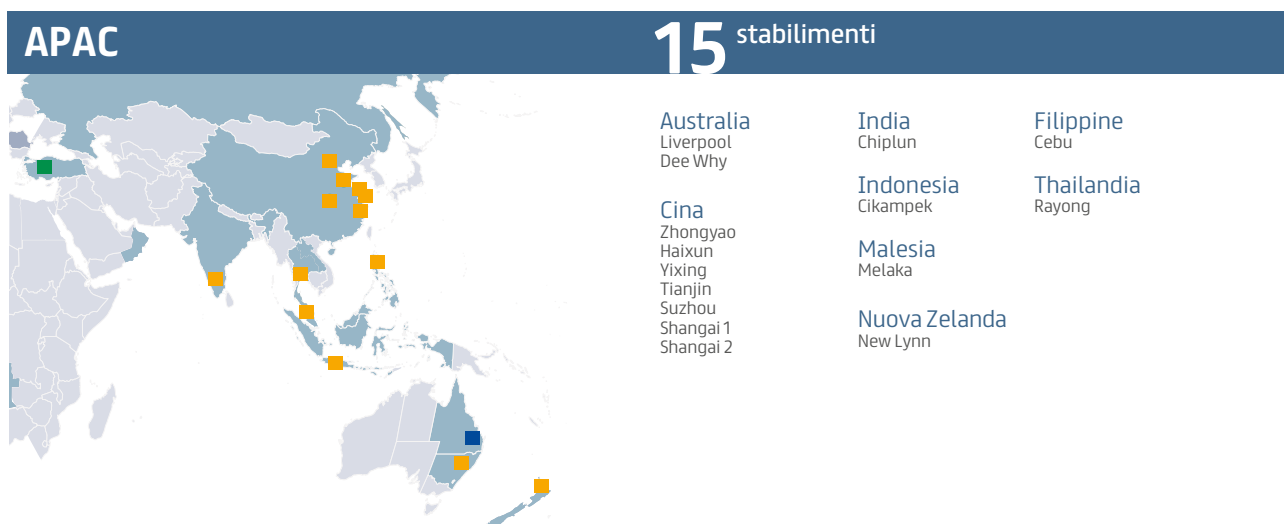 APAC
15 stabilimenti
Australia
Liverpool
Dee Why
Cina
Zhongyao
Haixun
Yixing
Tianjin
Suzhou
Shangai 1
Shangai 2
India
Chiplun
Indonesia
Cikampek
Malesia
Melaka
Nuova Zelanda
New Lynn
Filippine
Cebu
Thailandia
Rayong